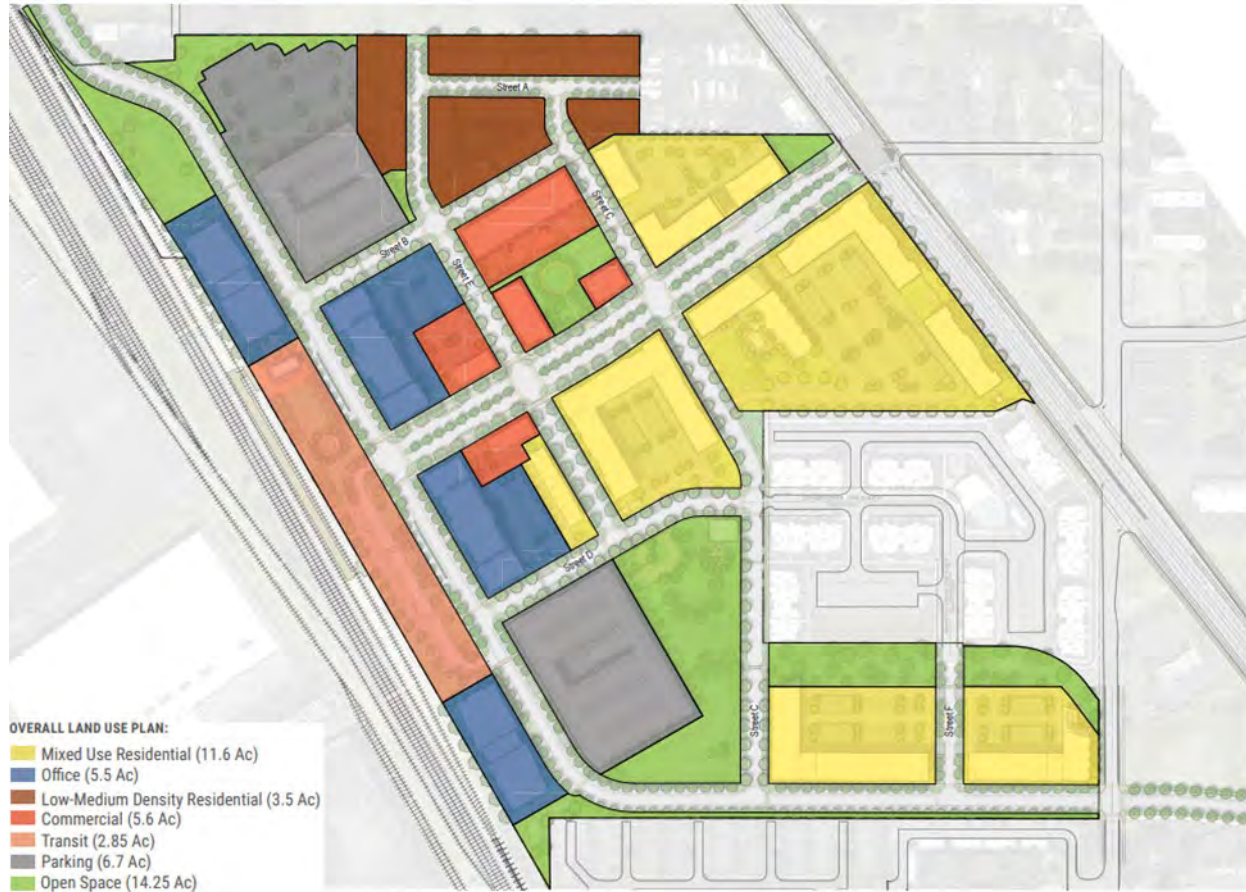 Street A
Street C
Street B
Street E
Street D
Street C
Street F
OVERALL LAND USE PLAN:
Mixed Use Residential (11.6 Ac)
Office (5.5 Ac)
Low-Medium Density Residential (3.5 Ac)
Commercial (5.6 Ac)
Transit (2.85 Ac)
Parking (6.7 Ac)
Open Space (14.25 Ac)